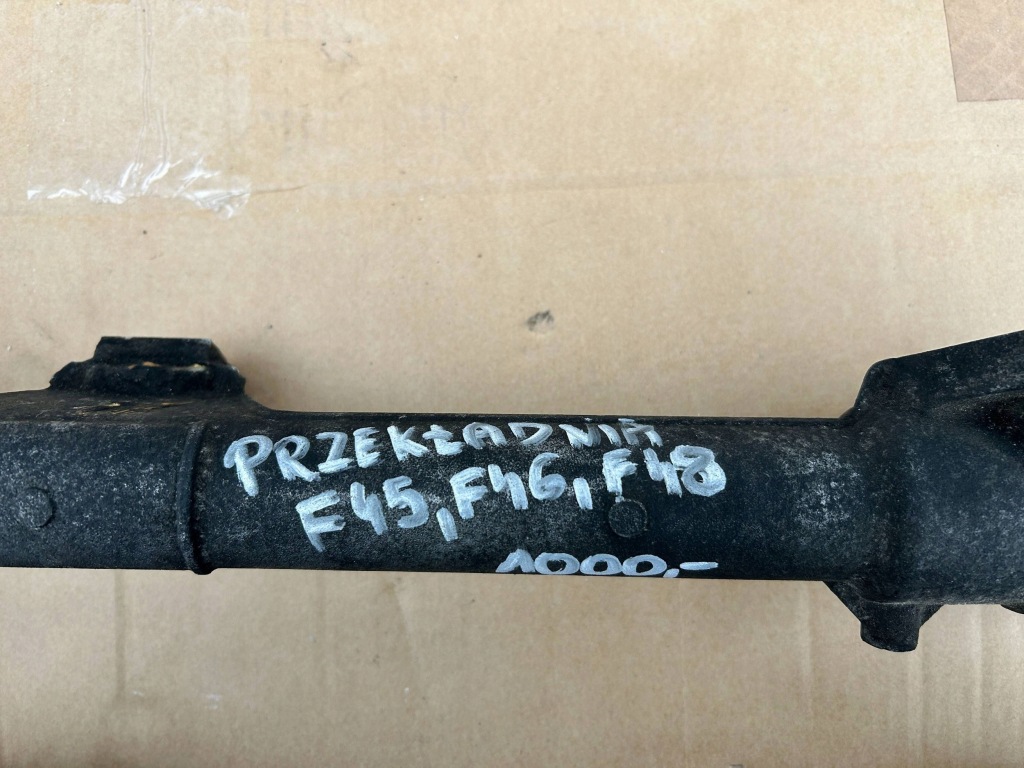 PRZEKŁADNIA
F45, F46, F48
1000,-